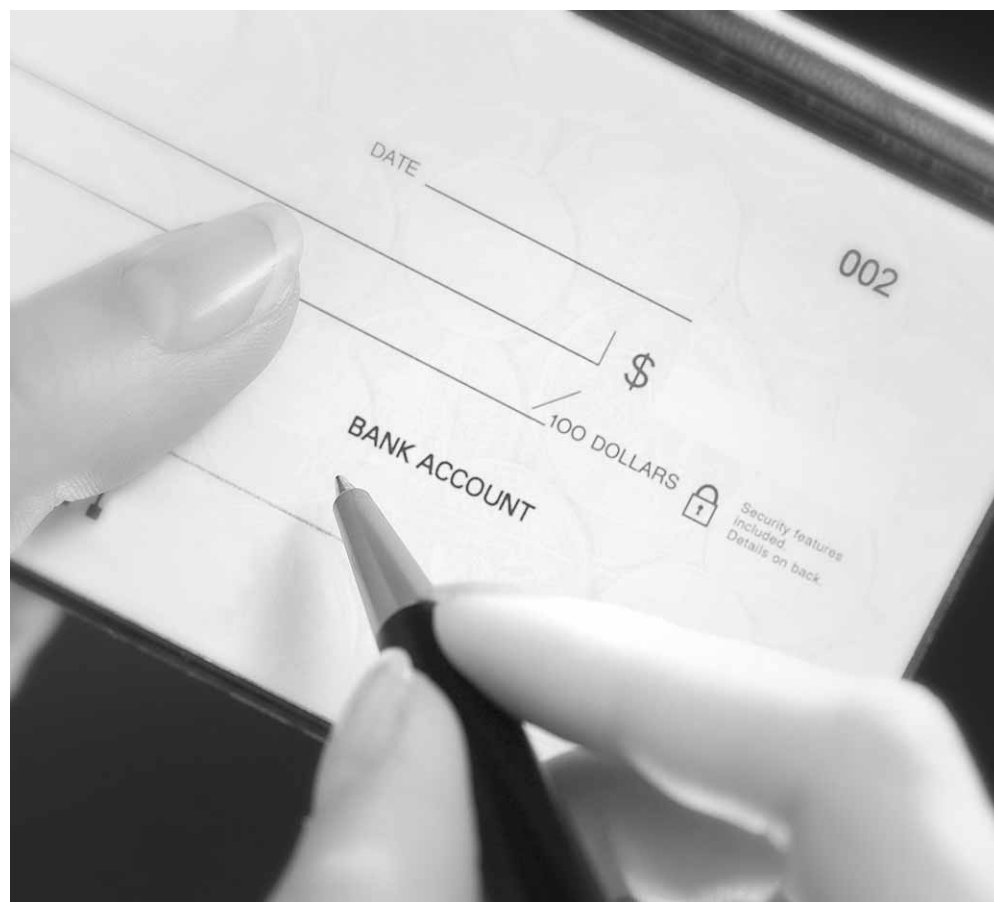 DATE
002
$
100 DOLLARS
Security features
included.
Details on back.
BANK ACCOUNT